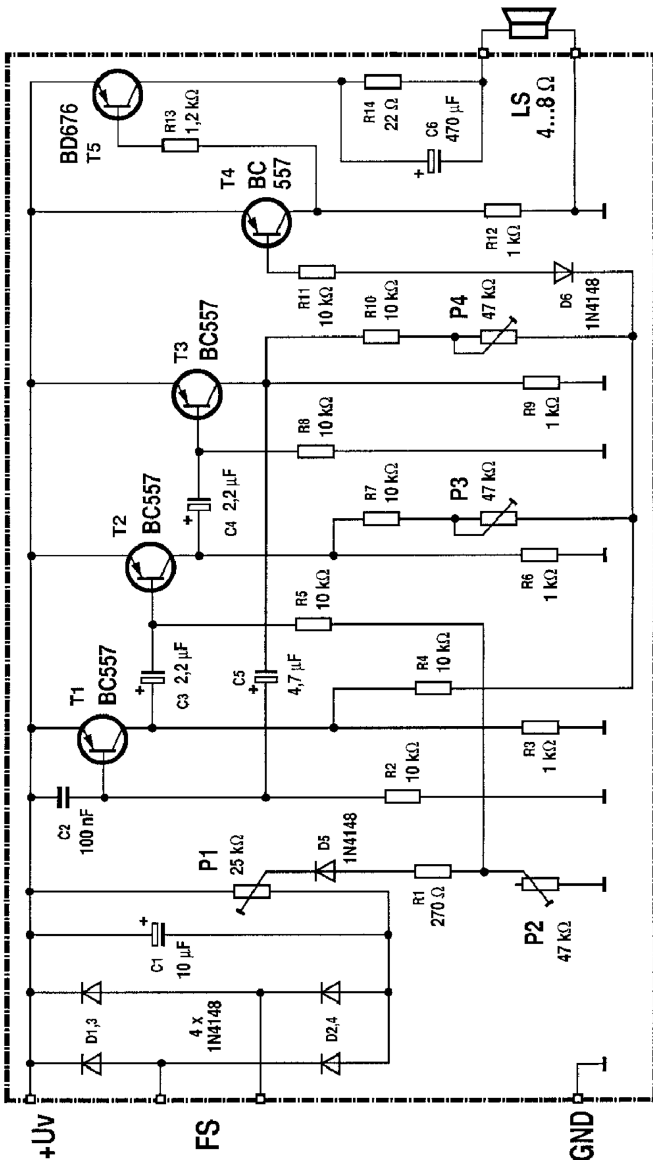 BD676
T5
R13
1,2 kΩ
R14
22 Ω
C6
470 µF
+
LS
4...8 Ω
T4
BC
557
R12
1 kΩ
R11
10 kΩ
D6
1N4148
T3
BC557
R10
10 kΩ
P4
47 kΩ
R9
1 kΩ
R8
10 kΩ
+
C4
2,2 µF
T2
BC557
R7
10 kΩ
P3
47 kΩ
R6
1 kΩ
R5
10 kΩ
+
C3
2,2 µF
+
C5
4,7 µF
T1
BC557
R4
10 kΩ
R3
1 kΩ
R2
10 kΩ
C2
100 nF
P1
25 kΩ
D5
1N4148
R1
270 Ω
P2
47 kΩ
+
C1
10 µF
D1,3
4 x
1N4148
D2,4
+Uv
FS
GND